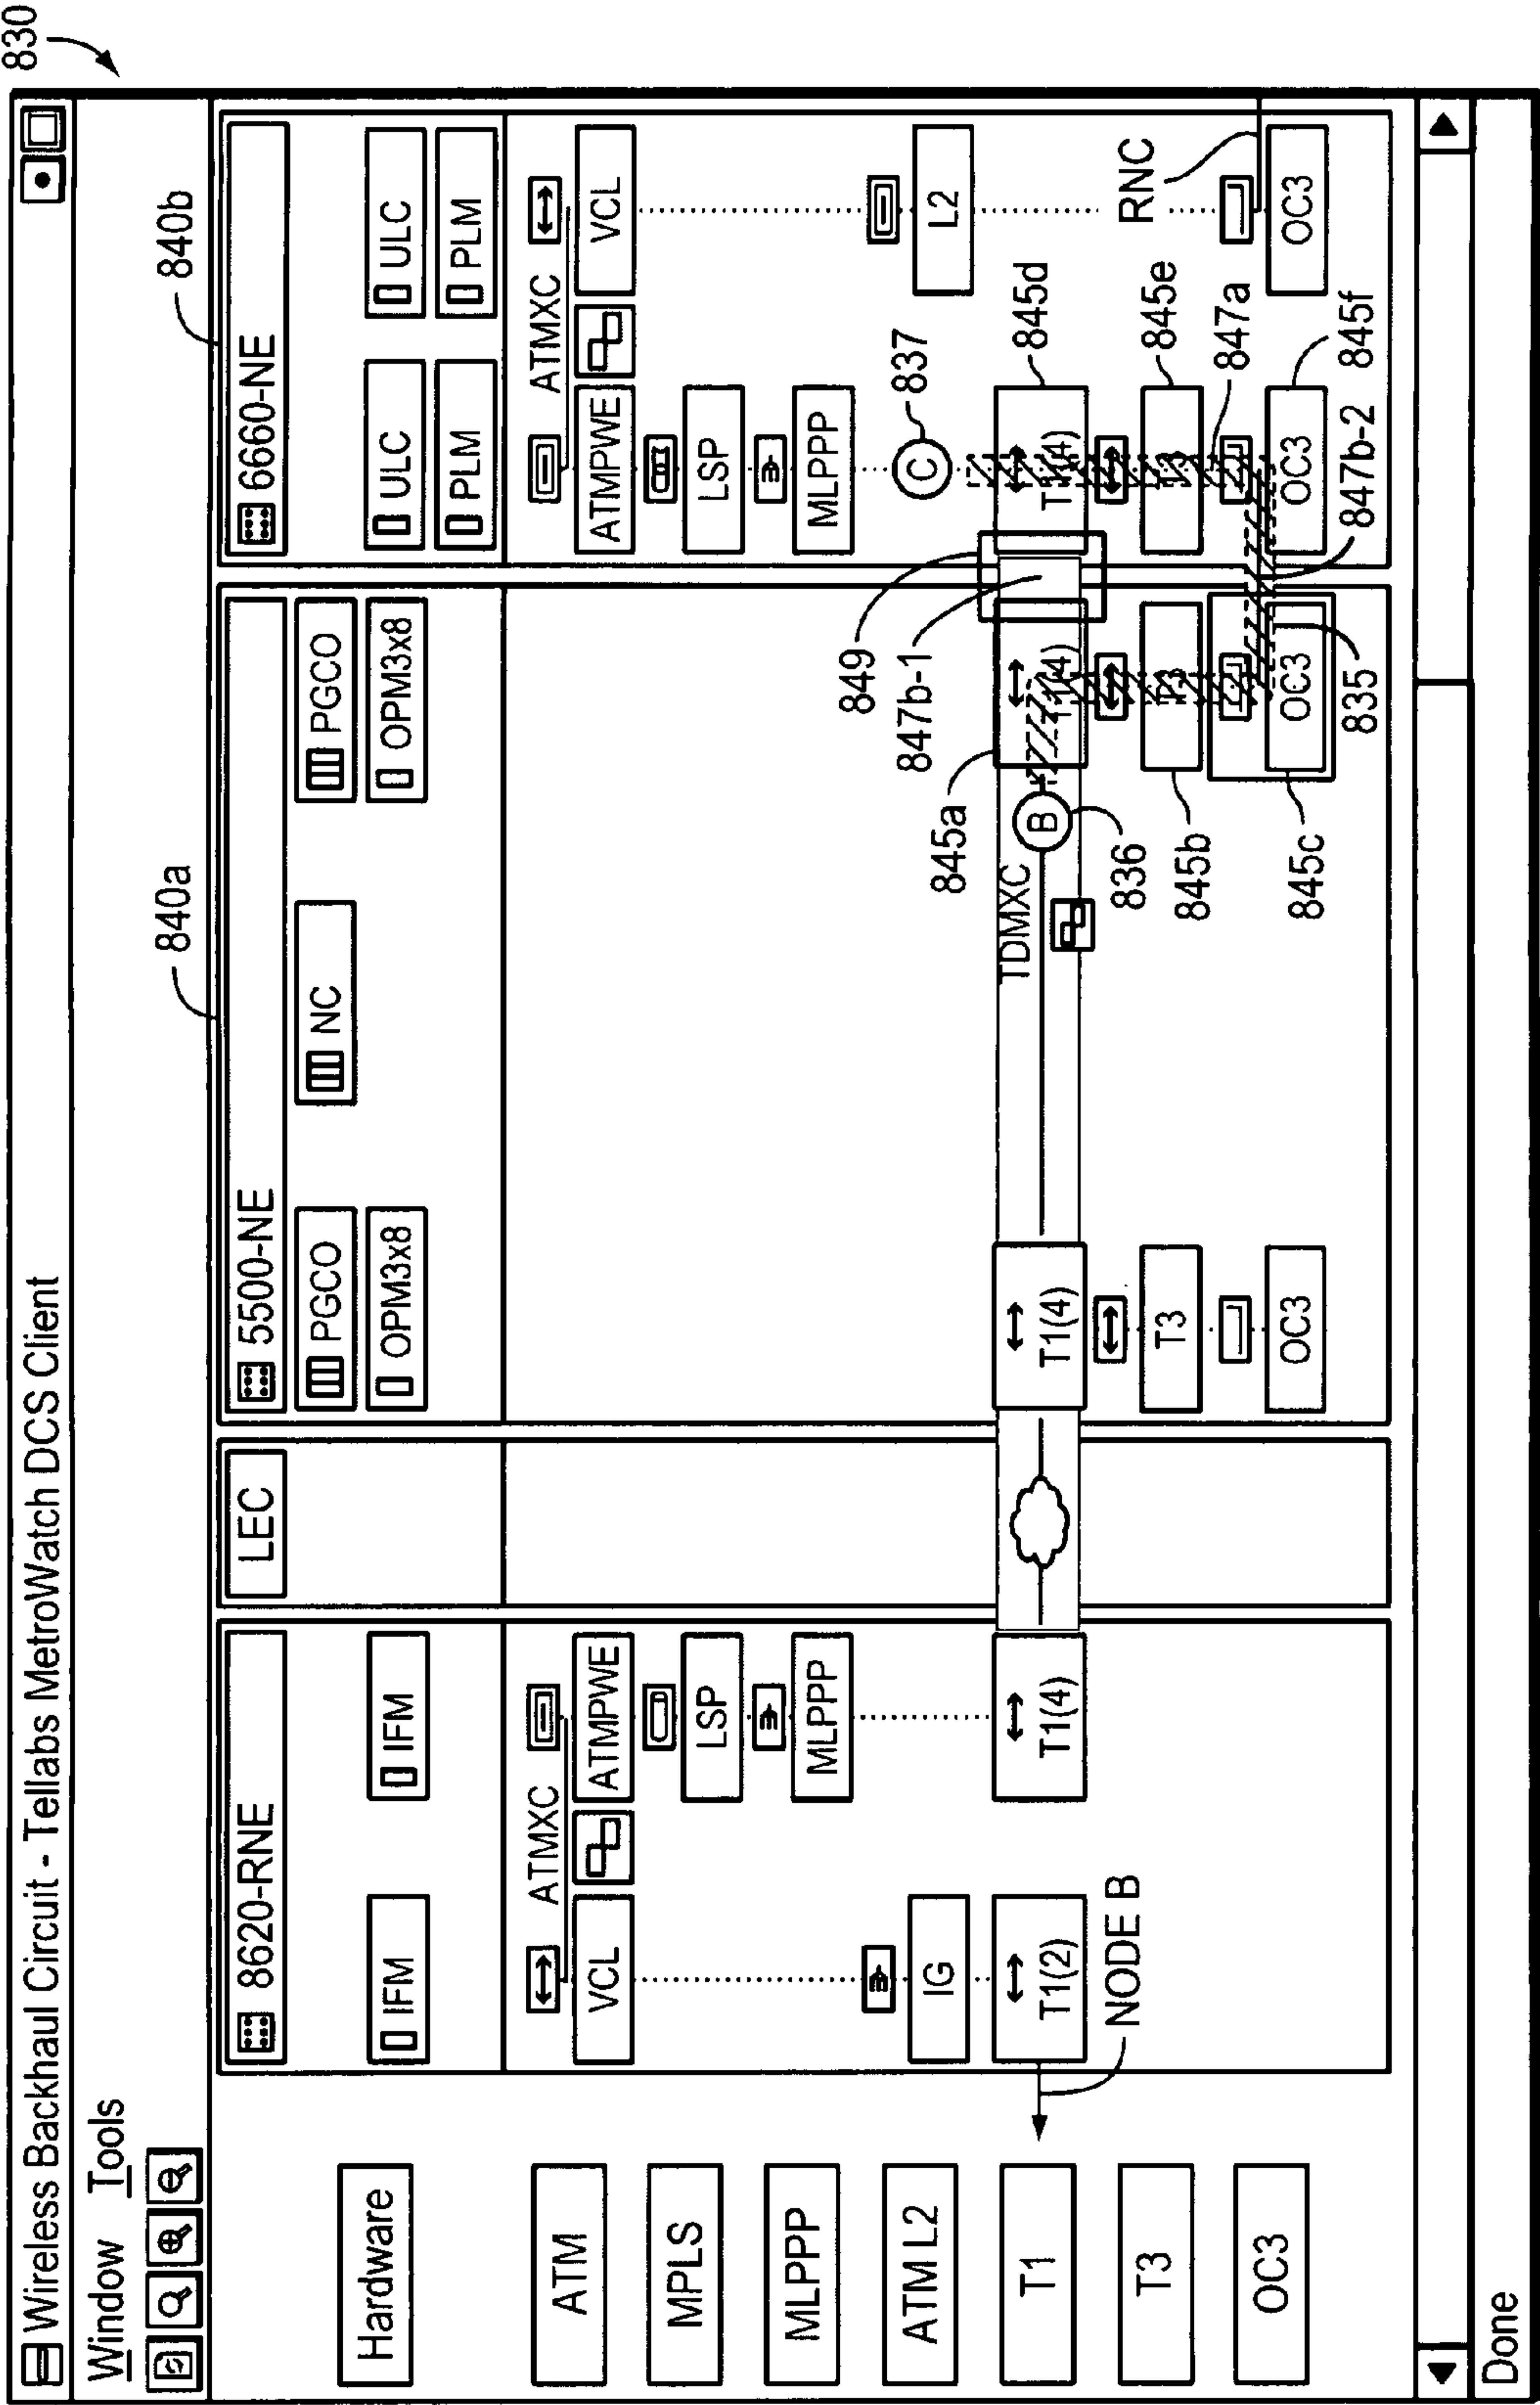 830
Wireless Backhaul Circuit - Tellabs MetroWatch DCS Client
Window Tools
840a
840b
8620-RNE
LEC
5500-NE
6660-NE
Hardware
IFM
IFM
PGCO
NC
PGCO
OPM3x8
OPM3x8
ULC
ULC
PLM
PLM
ATM
ATMXC
VCL
ATMPWE
ATMXC
ATMPWE
VCL
MPLS
LSP
LSP
MLPPP
MLPPP
MLPPP
849
847b-1
845a
837
C
ATM L2
IG
L2
T1
T1(2)
T1(4)
T1(4)
TDMXC
B
T1(4)
T1(4)
845d
NODE B
836
RNC
T3
T3
845b
T3
T3
845e
847a
OC3
OC3
845c
OC3
OC3
OC3
835
847b-2
845f
Done